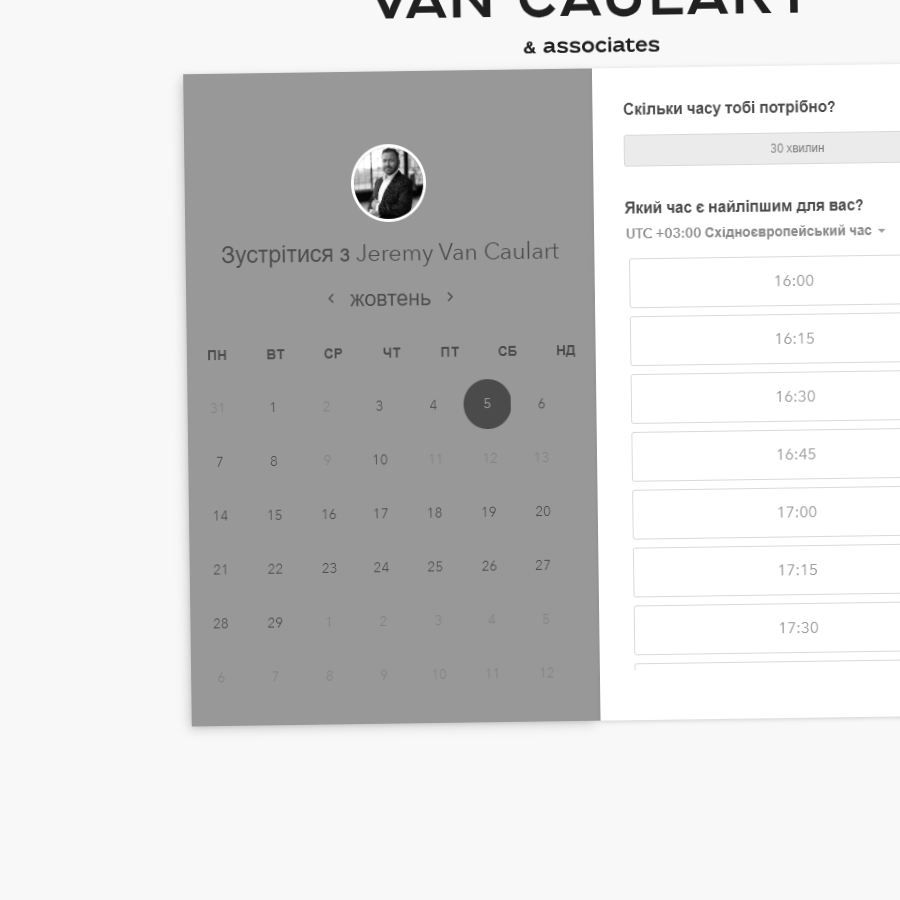 VAN CAULART
& associates
Зустрітися з Jeremy Van Caulart
жовтень
ПН ВТ СР ЧТ ПТ СБ НД
31 1 2 3 4 5 6
7 8 9 10 11 12 13
14 15 16 17 18 19 20
21 22 23 24 25 26 27
28 29 1 2 3 4 5
6 7 8 9 10 11 12
Скільки часу тобі потрібно?
30 хвилин
Який час є найліпшим для вас?
UTC +03:00 Східноєвропейський час
16:00
16:15
16:30
16:45
17:00
17:15
17:30